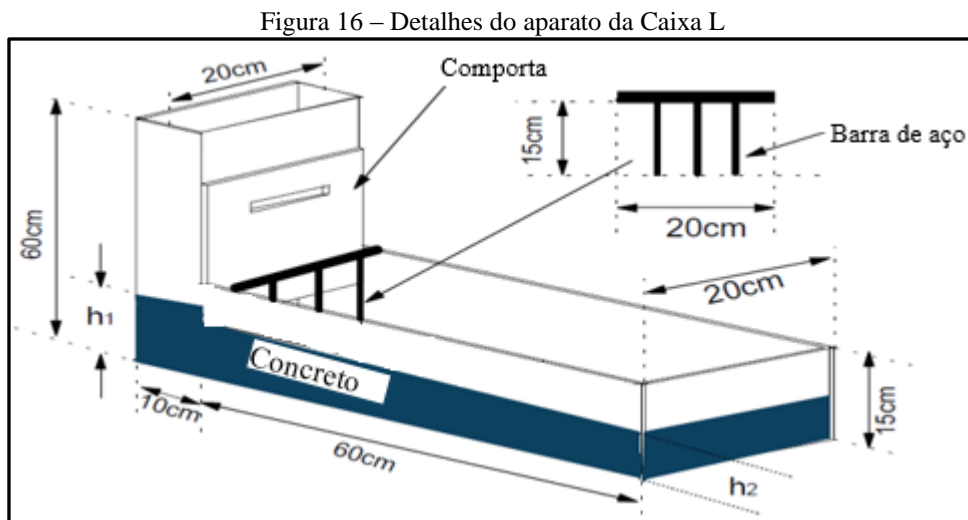 Figura 16 – Detalhes do aparato da Caixa L
20cm
Comporta
15cm
Barra de aço
20cm
60cm
20cm
h1
Concreto
15cm
10cm
60cm
h2